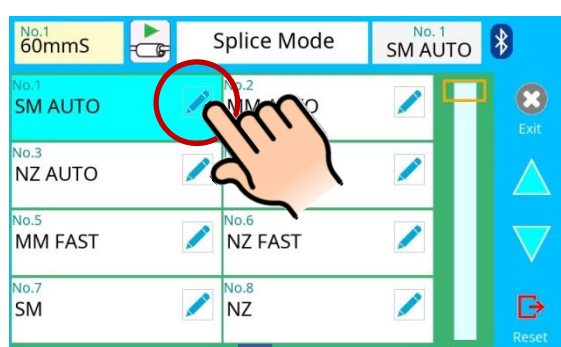 No.1
60mmS
Splice Mode
No. 1
SM AUTO
No.1
SM AUTO
No.2
No.3
NZ AUTO
No.5
MM FAST
No.6
NZ FAST
No.7
SM
No.8
NZ
Exit
Reset